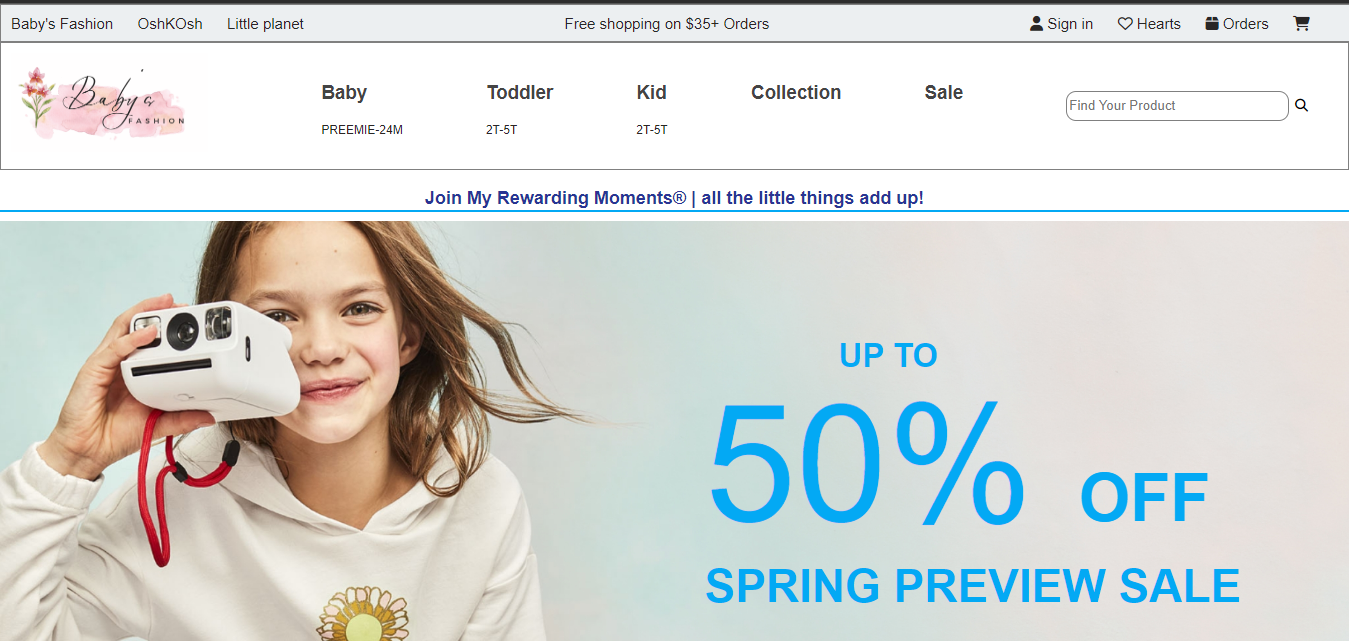 Baby's Fashion OshKOsh Little planet Free shopping on $35+ Orders Sign in Hearts Orders
Baby's
FASHION
Baby Toddler Kid Collection Sale
PREEMIE-24M 2T-5T 2T-5T
Find Your Product
Join My Rewarding Moments® | all the little things add up!
UP TO
50% OFF
SPRING PREVIEW SALE